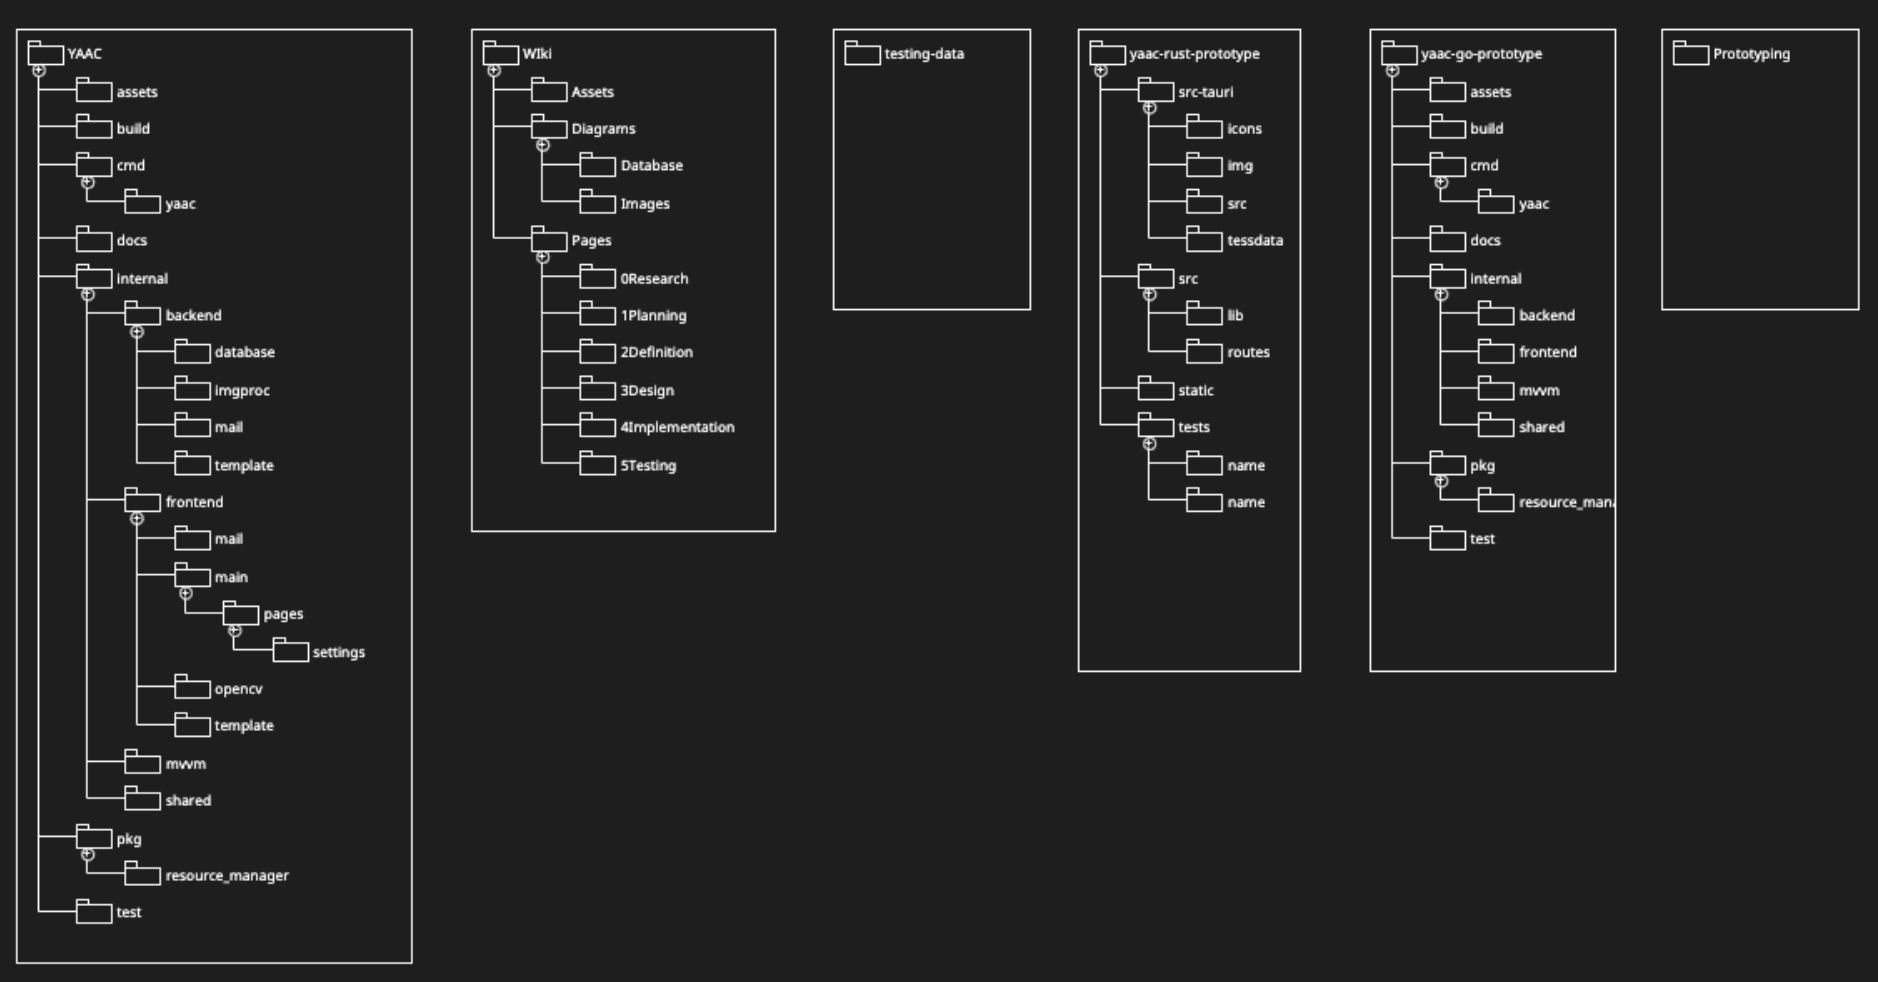 YAAC
assets
build
cmd
yaac
docs
internal
backend
database
imgproc
mail
template
frontend
mail
main
pages
settings
opencv
template
mvvm
shared
pkg
resource_manager
test
WIki
Assets
Diagrams
Database
Images
Pages
0Research
1Planning
2Definition
3Design
4Implementation
5Testing
testing-data
yaac-rust-prototype
src-tauri
icons
img
src
tessdata
src
lib
routes
static
tests
name
name
yaac-go-prototype
assets
build
cmd
yaac
docs
internal
backend
frontend
mvvm
shared
pkg
resource_mana
test
Prototyping